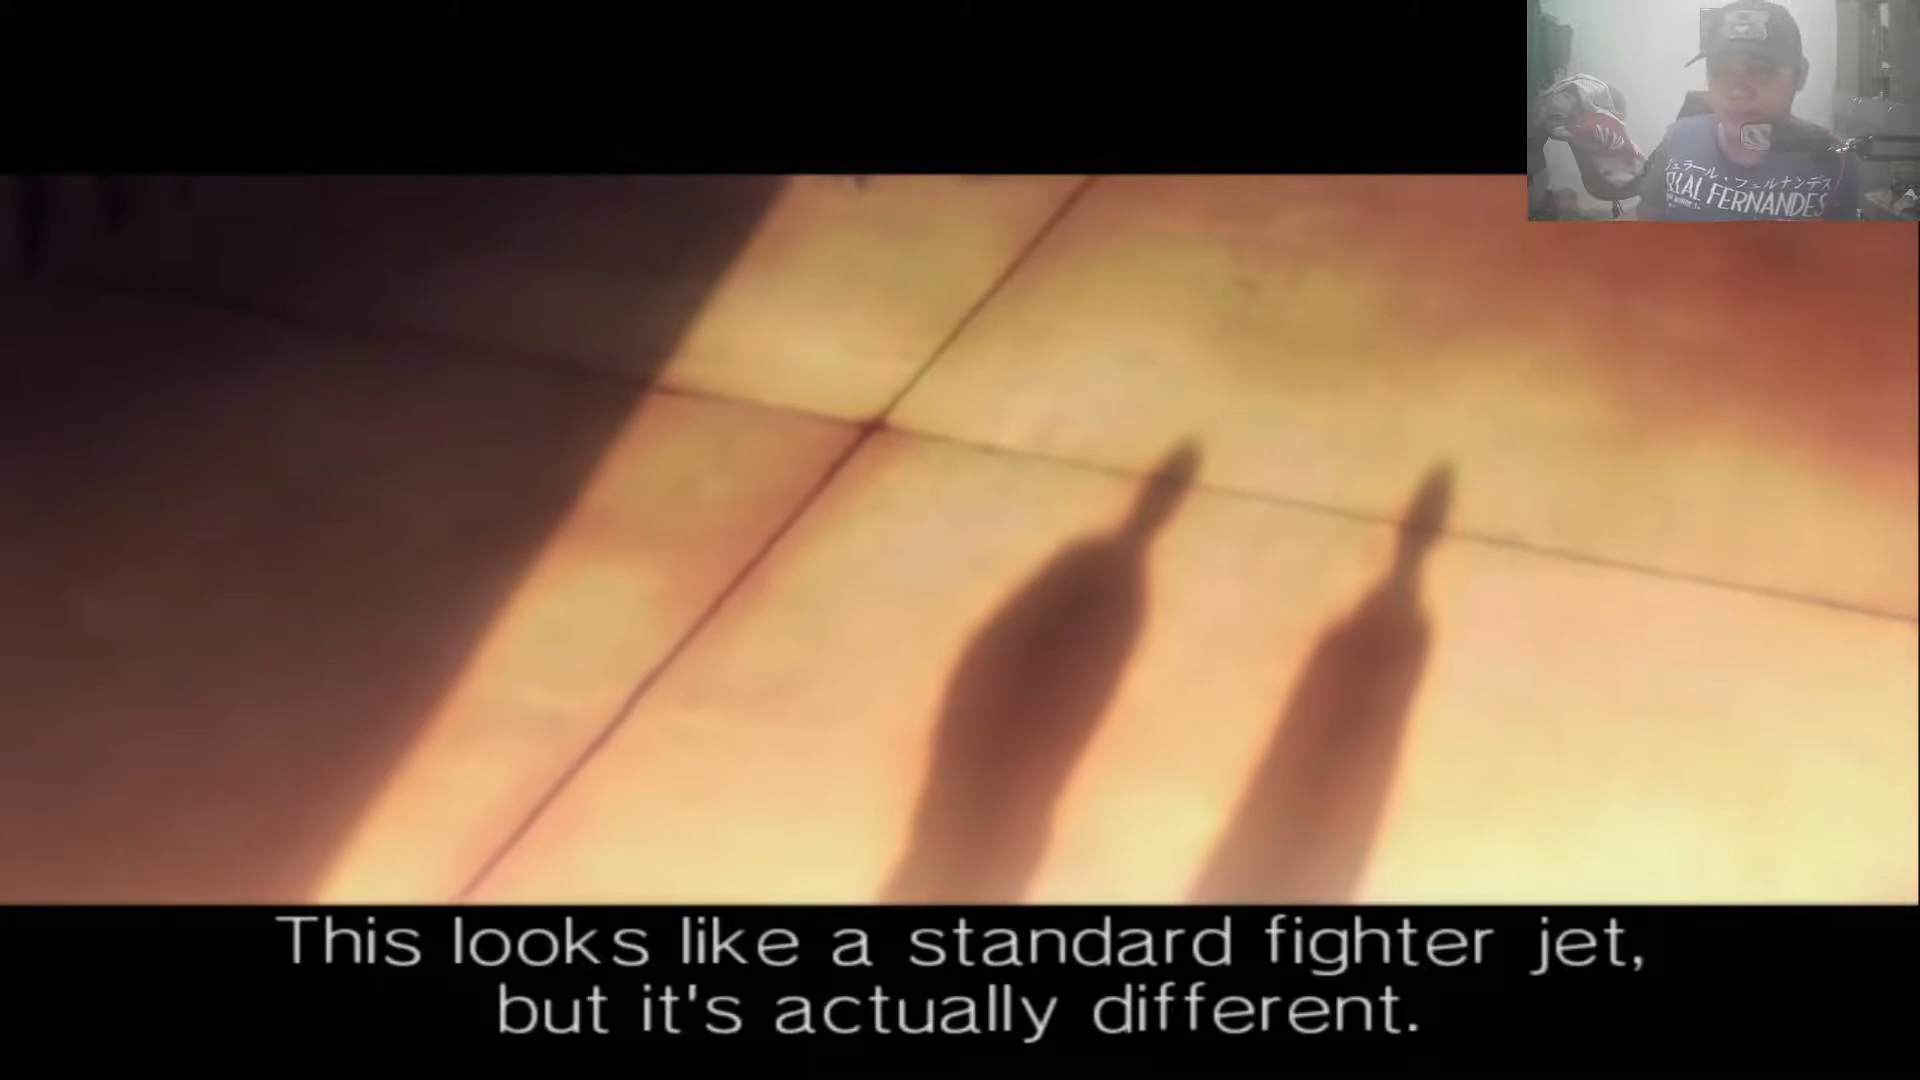 ェラール・フェルナンデス
FERNANDES
This looks like a standard fighter jet,
but it's actually different.